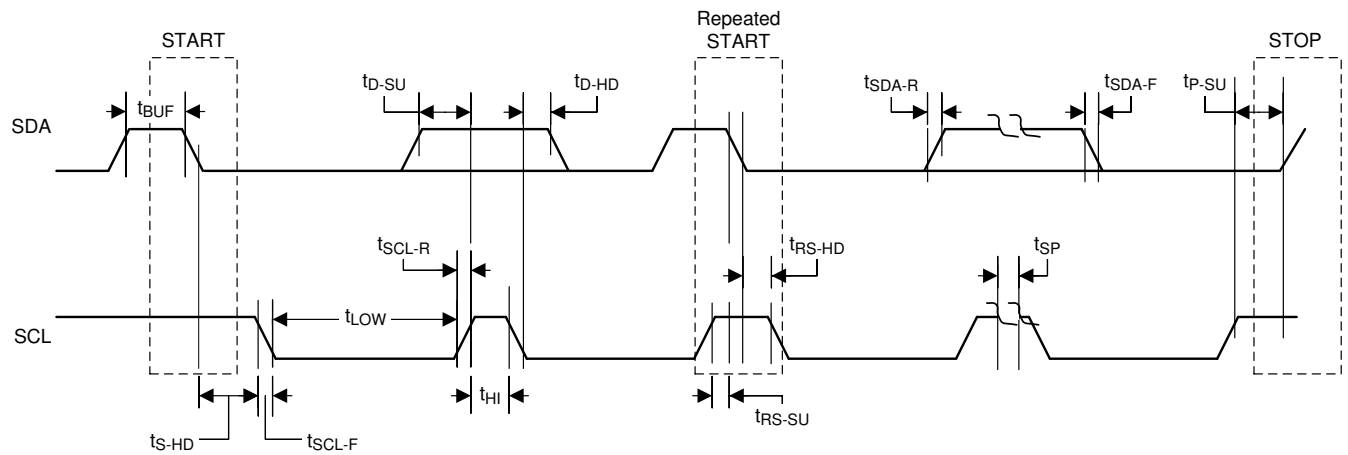 START
Repeated
START
STOP
tBUF
tD-SU
tD-HD
tSDA-R
tSDA-F
tP-SU
SDA
tSCL-R
tRS-HD
tSP
tLOW
SCL
tHI
tRS-SU
tS-HD
tSCL-F